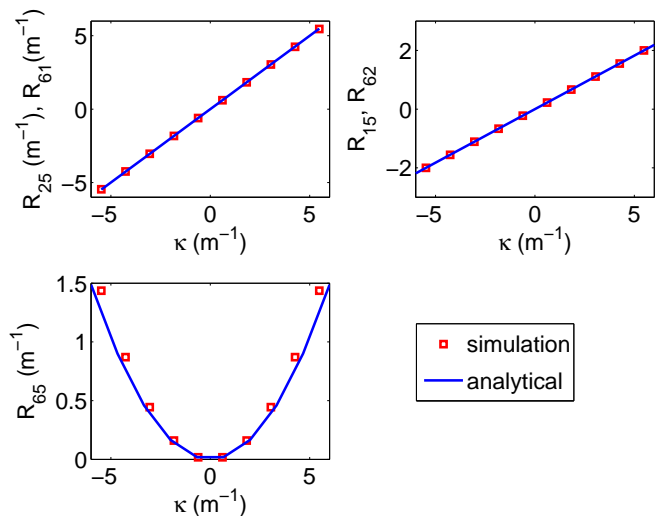 5
0
−5
R25 (m−1), R61(m−1)
−5 0 5
κ (m−1)
2
0
−2
R15, R62
−5 0 5
κ (m−1)
1.5
1
0.5
0
R65 (m−1)
−5 0 5
κ (m−1)
simulation
analytical